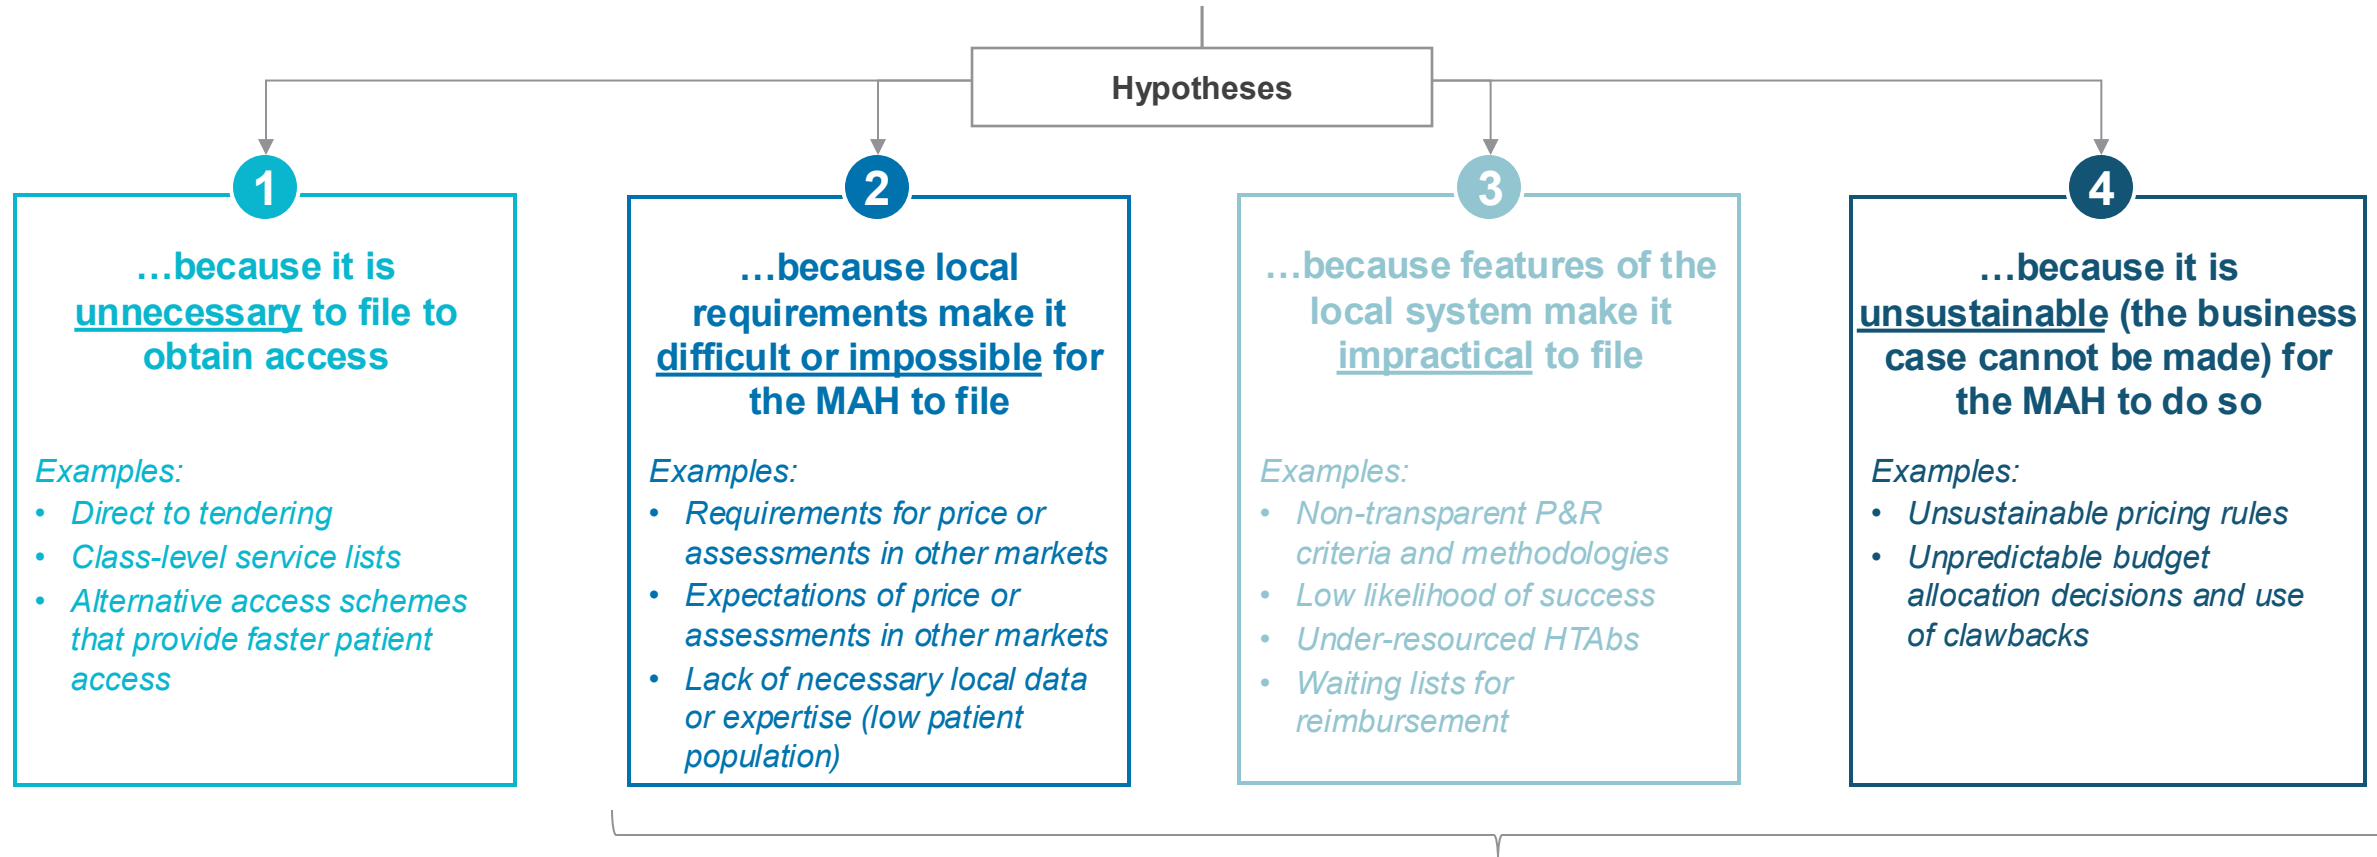 Hypotheses
1
…because it is
unnecessary to file to
obtain access
Examples:
• Direct to tendering
• Class-level service lists
• Alternative access schemes
that provide faster patient
access
2
…because local
requirements make it
difficult or impossible for
the MAH to file
Examples:
• Requirements for price or
assessments in other markets
• Expectations of price or
assessments in other markets
• Lack of necessary local data
or expertise (low patient
population)
3
…because features of the
local system make it
impractical to file
Examples:
• Non-transparent P&R
criteria and methodologies
• Low likelihood of success
• Under-resourced HTAbs
• Waiting lists for
reimbursement
4
…because it is
unsustainable (the business
case cannot be made) for
the MAH to do so
Examples:
• Unsustainable pricing rules
• Unpredictable budget
allocation decisions and use
of clawbacks